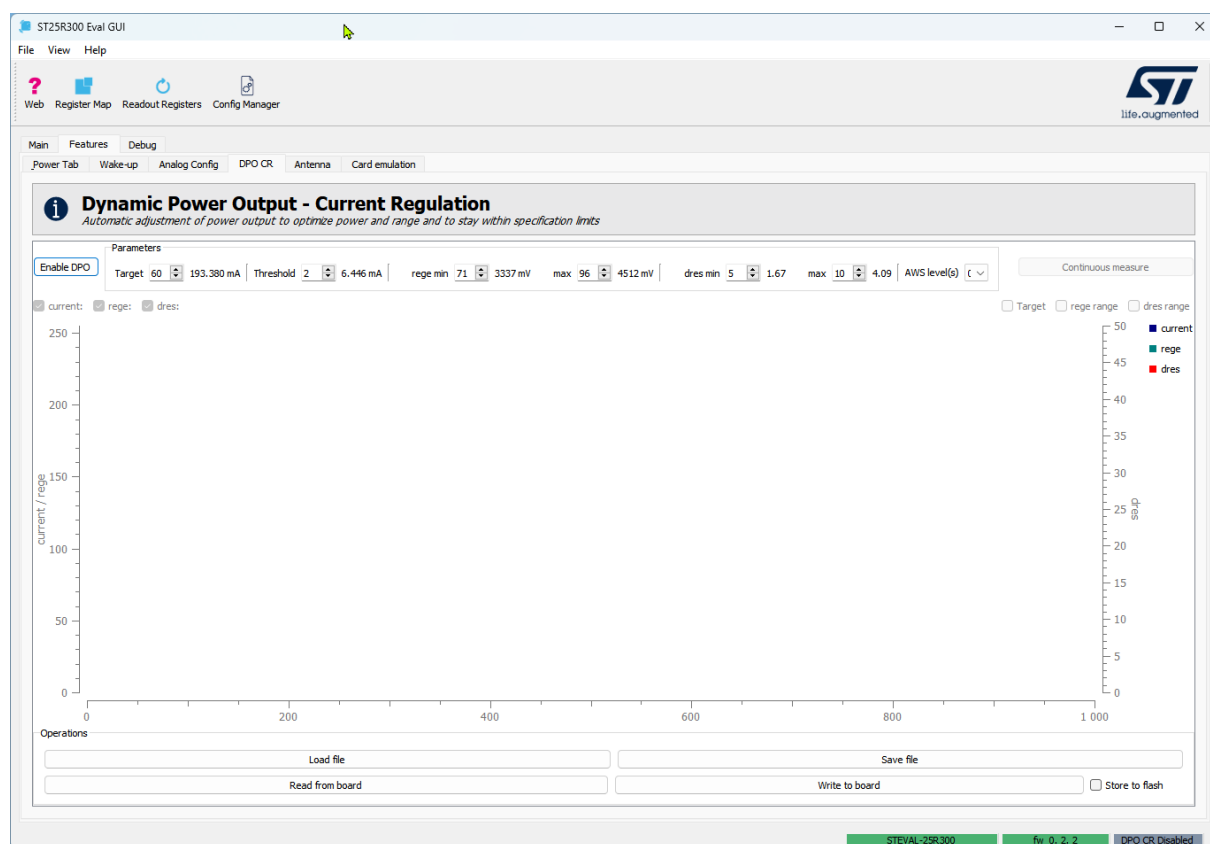 ST25R300 Eval GUI
File View Help
Web Register Map Readout Registers Config Manager
ST
life.augmented
Main Features Debug
Power Tab Wake-up Analog Config DPO CR Antenna Card emulation
Dynamic Power Output - Current Regulation
Automatic adjustment of power output to optimize power and range and to stay within specification limits
Parameters
Enable DPO Target 60 193.380 mA Threshold 2 6.446 mA rege min 71 3337 mV max 96 4512 mV dres min 5 1.67 max 10 4.09 AWS level(s) Continuous measure
current: rege: dres: Target rege range dres range
250 50 current
rege
45 dres
200 40
35
current / rege 150 30
25 dres
100 20
15
50 10
5
0 0
0 200 400 600 800 1 000
Operations
Load file Save file
Read from board Write to board Store to flash
STEVAL-25R300 fw 0. 2. 2 DPO CR Disabled